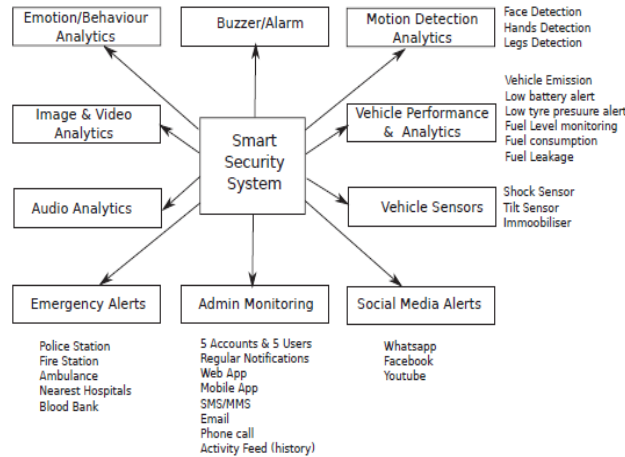 Emotion/Behaviour
Analytics
Buzzer/Alarm
Motion Detection
Analytics
Face Detection
Hands Detection
Legs Detection
Image & Video
Analytics
Smart
Security
System
Vehicle Performance
& Analytics
Vehicle Emission
Low battery alert
Low tyre presuure alert
Fuel Level monitoring
Fuel consumption
Fuel Leakage
Audio Analytics
Vehicle Sensors
Shock Sensor
Tilt Sensor
Immoobiliser
Emergency Alerts
Admin Monitoring
Social Media Alerts
Police Station
Fire Station
Ambulance
Nearest Hospitals
Blood Bank
5 Accounts & 5 Users
Regular Notifications
Web App
Mobile App
SMS/MMS
Email
Phone call
Activity Feed (history)
Whatsapp
Facebook
Youtube